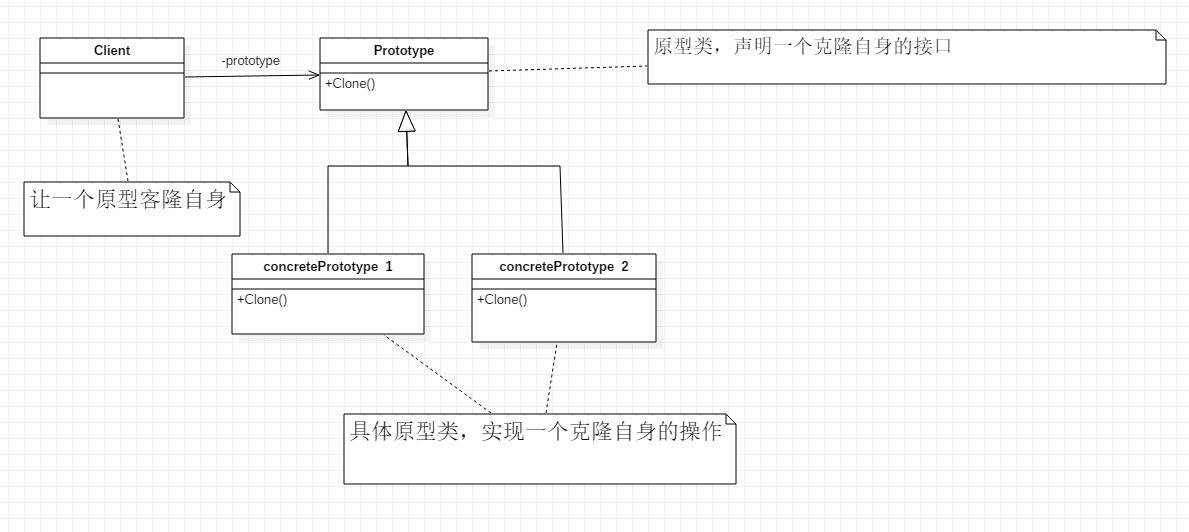 Client
-prototype
Prototype
+Clone()
原型类，声明一个克隆自身的接口
让一个原型客隆自身
concretePrototype 1
+Clone()
concretePrototype 2
+Clone()
具体原型类，实现一个克隆自身的操作